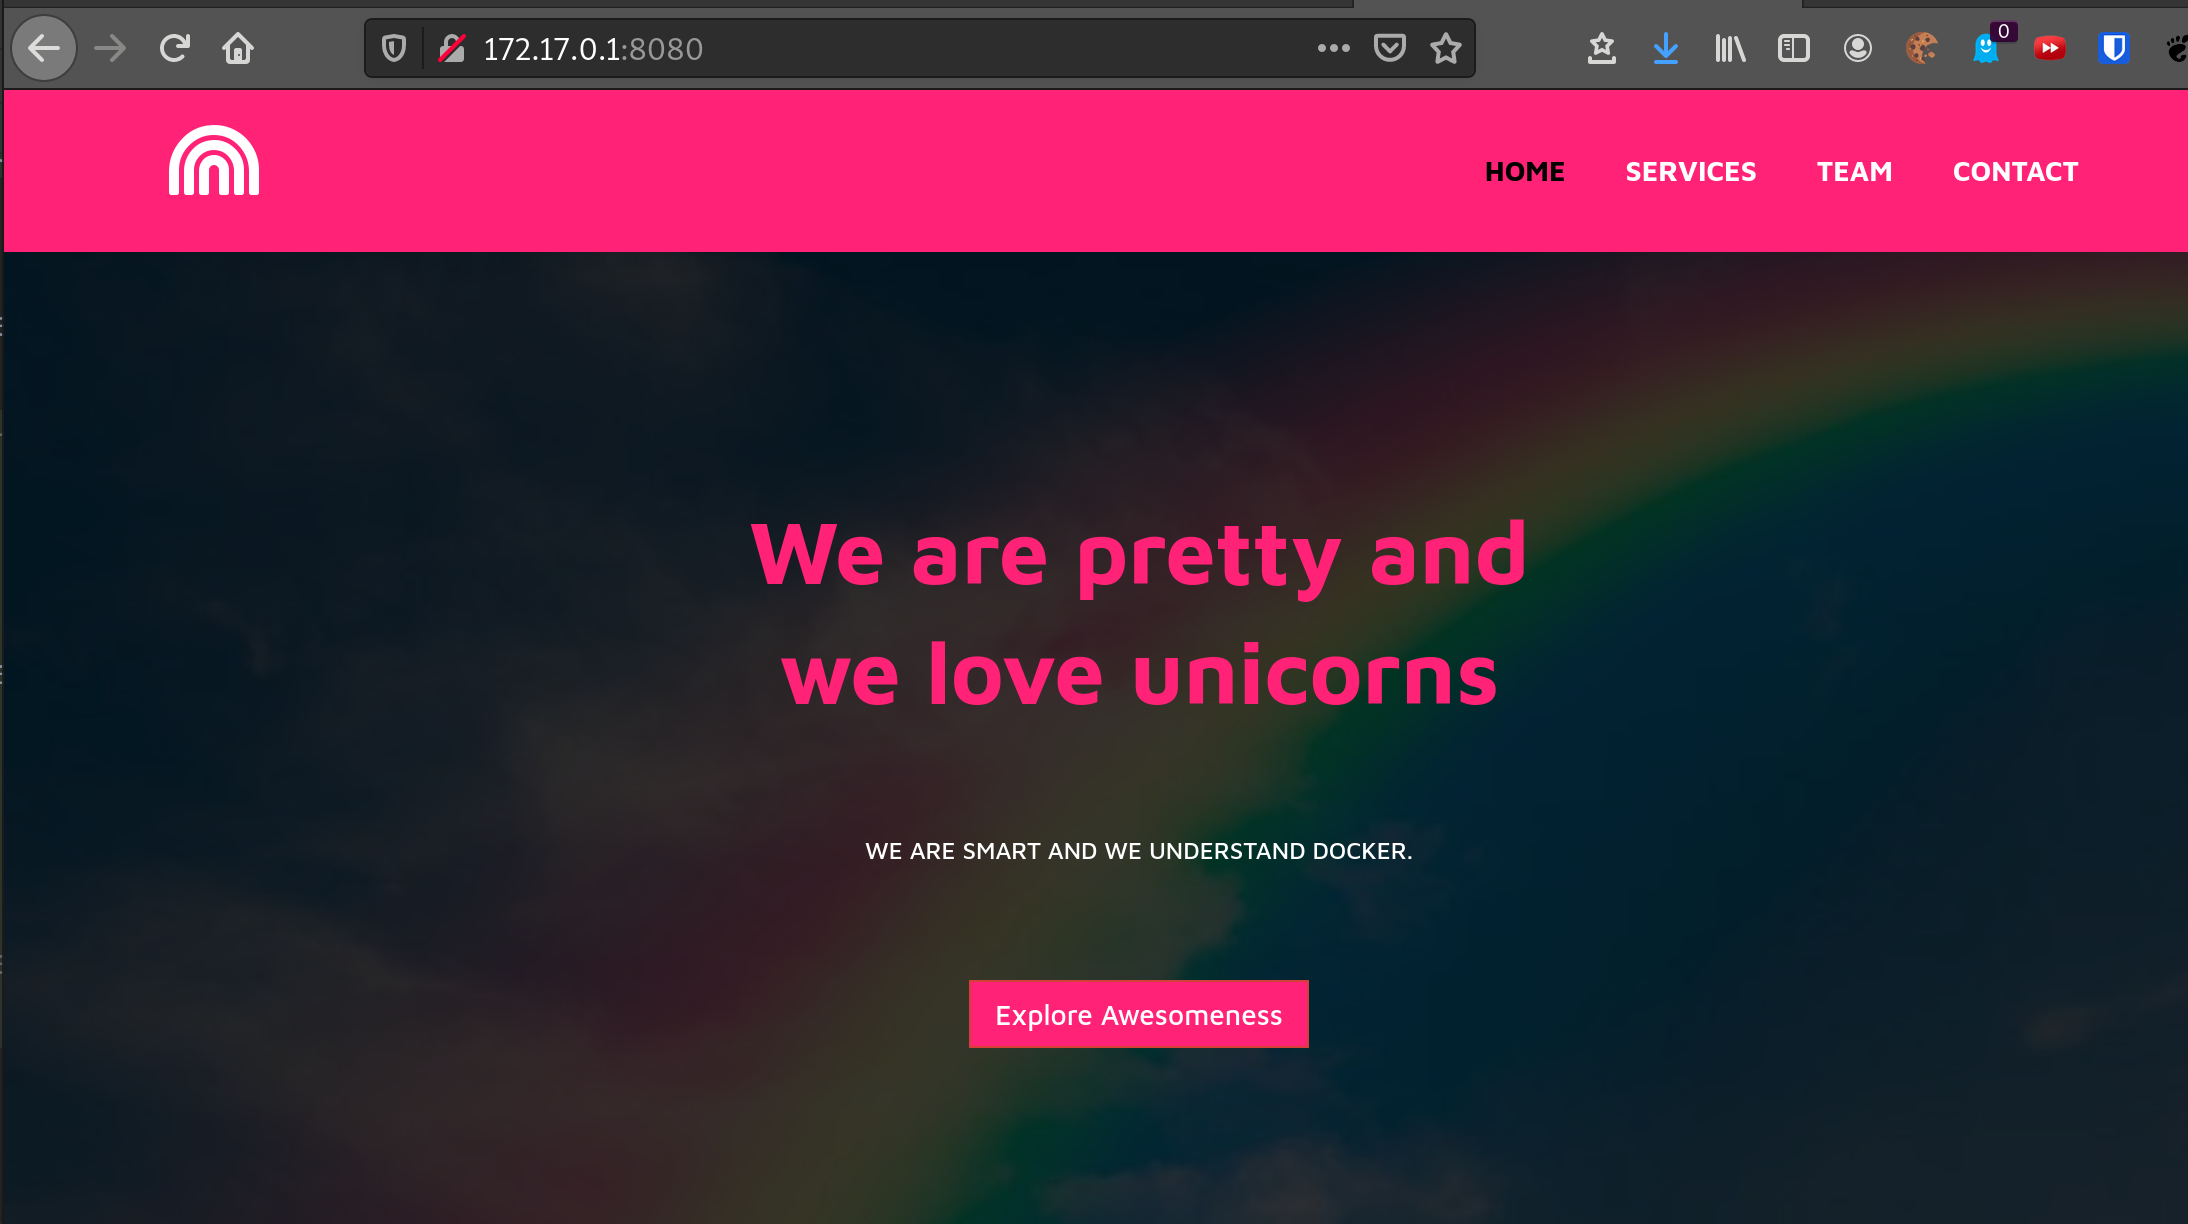 172.17.0.1:8080
0
HOME SERVICES TEAM CONTACT
We are pretty and
we love unicorns
WE ARE SMART AND WE UNDERSTAND DOCKER.
Explore Awesomeness